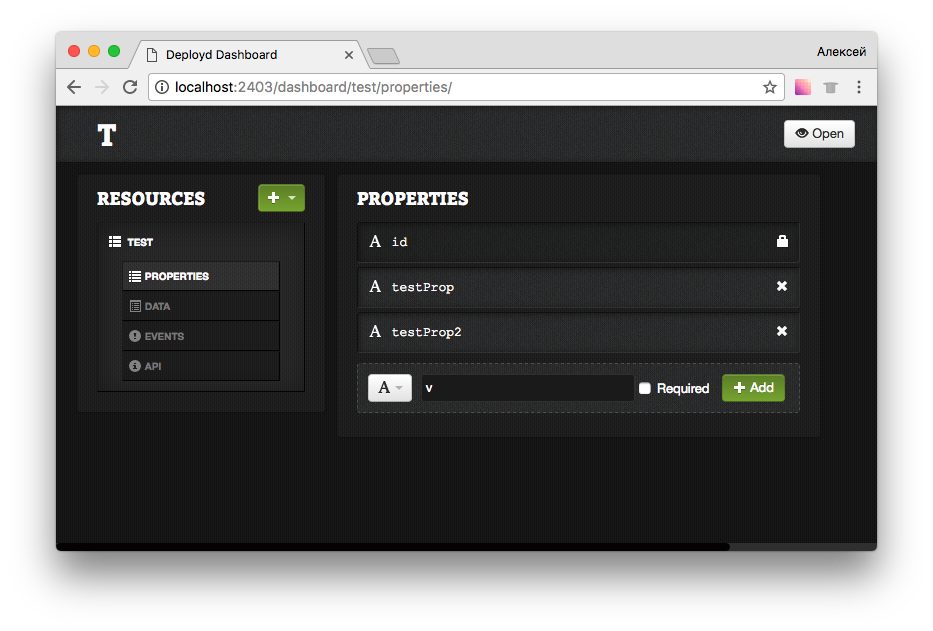 Deployd Dashboard
Алексей
localhost:2403/dashboard/test/properties/
T
Open
RESOURCES
TEST
PROPERTIES
DATA
EVENTS
API
PROPERTIES
A id
A testProp
A testProp2
A v Required Add